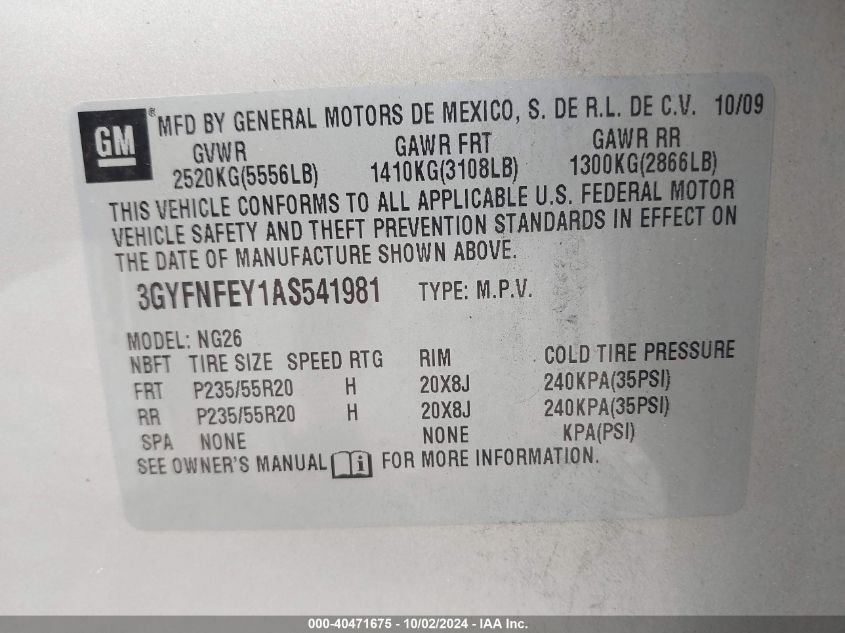 GM ® MFD BY GENERAL MOTORS DE MEXICO, S. DE R.L. DE C.V. 10/09
GVWR GAWR FRT GAWR RR
2520KG(5556LB) 1410KG(3108LB) 1300KG(2866LB)
THIS VEHICLE CONFORMS TO ALL APPLICABLE U.S. FEDERAL MOTOR
VEHICLE SAFETY AND THEFT PREVENTION STANDARDS IN EFFECT ON
THE DATE OF MANUFACTURE SHOWN ABOVE.
3GYFNFEY1AS541981 TYPE: M.P.V.
MODEL: NG26
NBFT TIRE SIZE SPEED RTG RIM COLD TIRE PRESSURE
FRT P235/55R20 H 20X8J 240KPA(35PSI)
RR P235/55R20 H 20X8J 240KPA(35PSI)
SPA NONE NONE KPA(PSI)
SEE OWNER'S MANUAL FOR MORE INFORMATION.
000-40471675 - 10/02/2024 - IAA Inc.